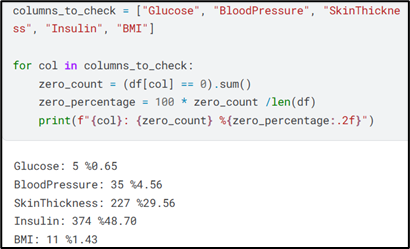 columns_to_check = ["Glucose", "BloodPressure", "SkinThickne
ss", "Insulin", "BMI"]
for col in columns_to_check:
    zero_count = (df[col] == 0).sum()
    zero_percentage = 100 * zero_count /len(df)
    print(f"{col}: {zero_count} %{zero_percentage:.2f}")
Glucose: 5 %0.65
BloodPressure: 35 %4.56
SkinThickness: 227 %29.56
Insulin: 374 %48.70
BMI: 11 %1.43